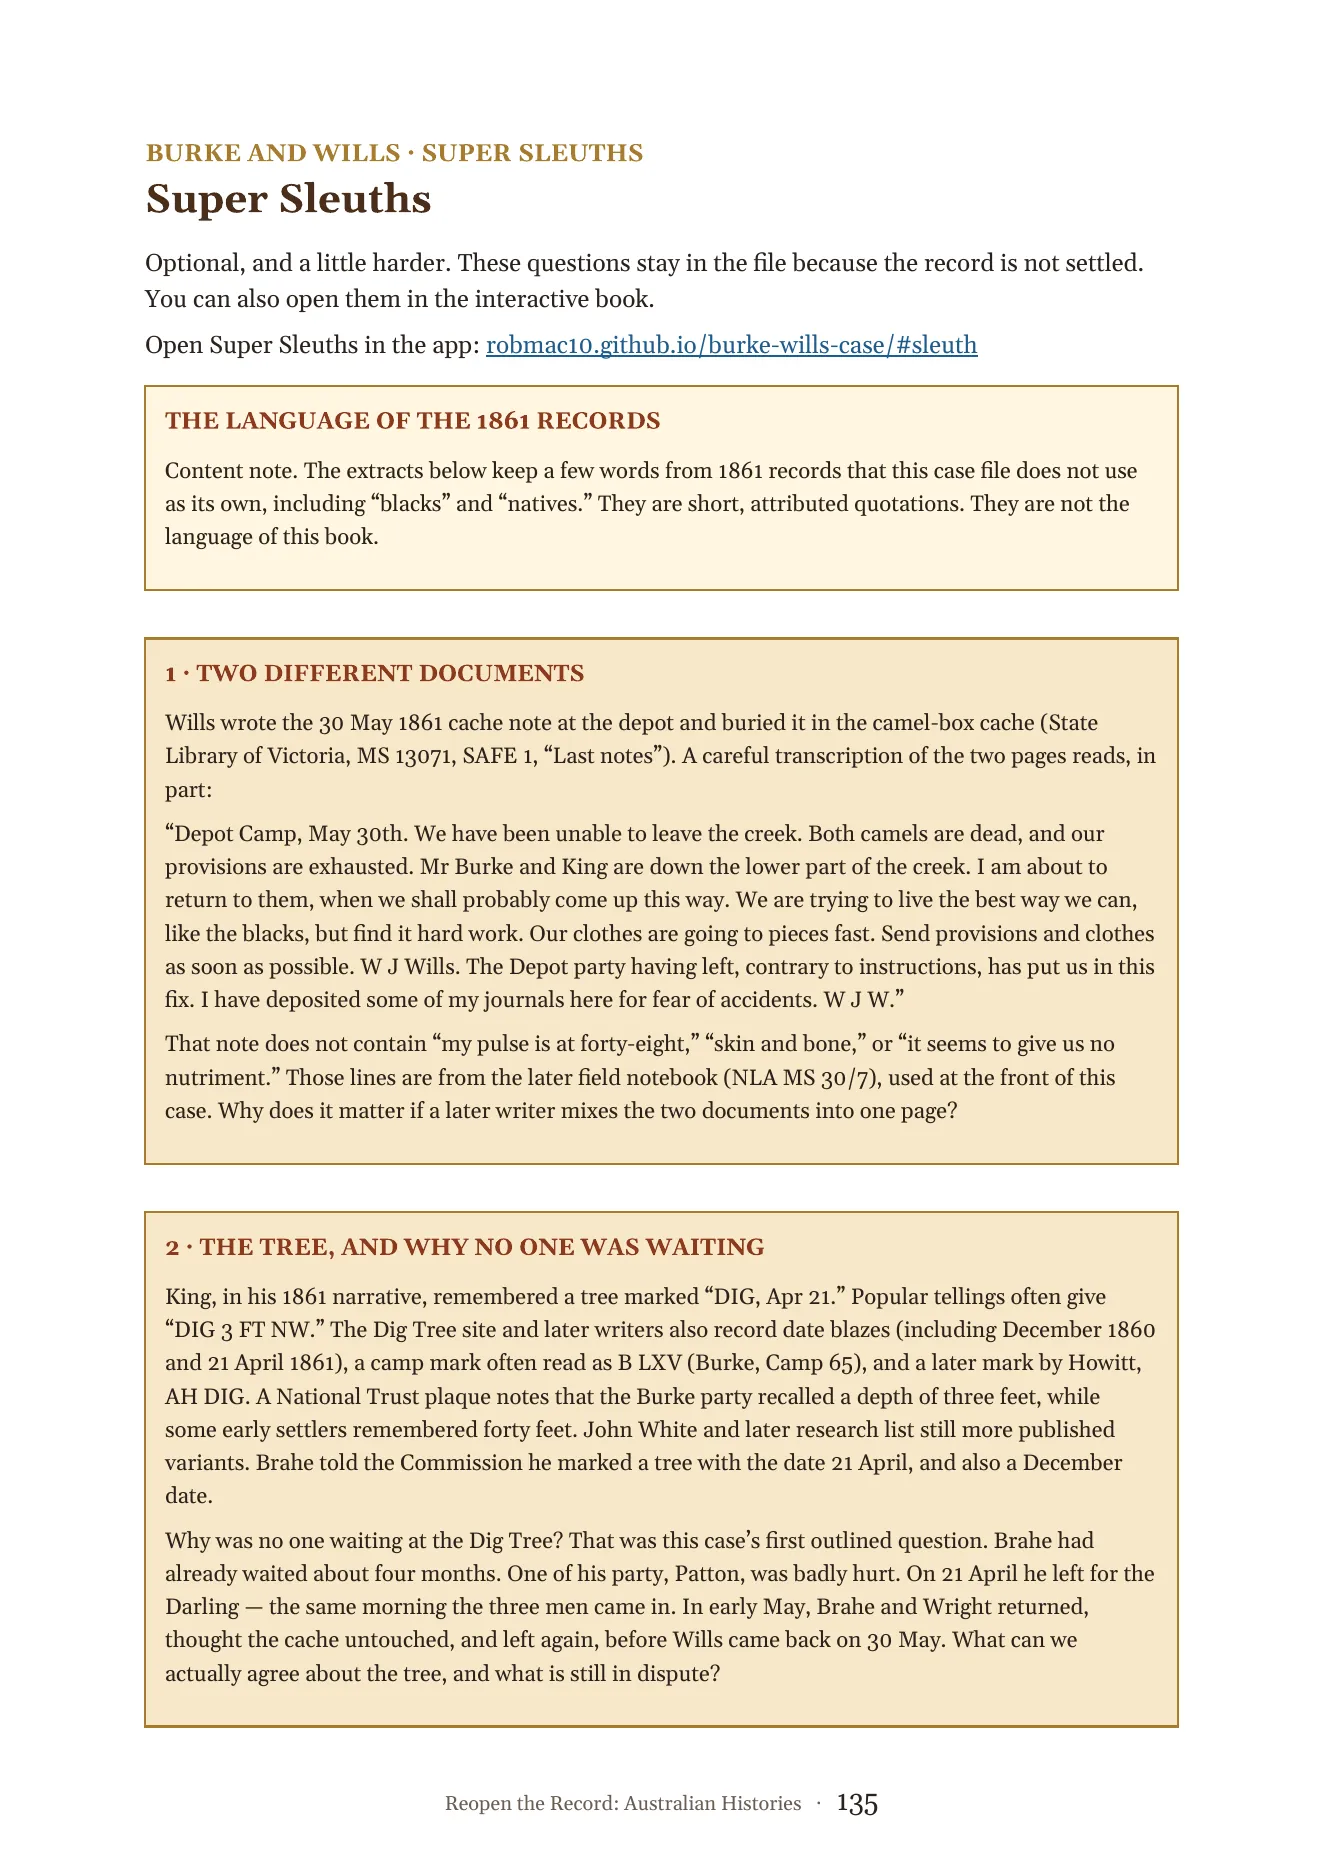 BURKE AND WILLS · SUPER SLEUTHS
Super Sleuths
Optional, and a little harder. These questions stay in the file because the record is not settled.
You can also open them in the interactive book.
Open Super Sleuths in the app: robmac10.github.io/burke-wills-case/#sleuth
THE LANGUAGE OF THE 1861 RECORDS
Content note. The extracts below keep a few words from 1861 records that this case file does not use
as its own, including “blacks” and “natives.” They are short, attributed quotations. They are not the
language of this book.
1 · TWO DIFFERENT DOCUMENTS
Wills wrote the 30 May 1861 cache note at the depot and buried it in the camel-box cache (State
Library of Victoria, MS 13071, SAFE 1, “Last notes”). A careful transcription of the two pages reads, in
part:
“Depot Camp, May 30th. We have been unable to leave the creek. Both camels are dead, and our
provisions are exhausted. Mr Burke and King are down the lower part of the creek. I am about to
return to them, when we shall probably come up this way. We are trying to live the best way we can,
like the blacks, but find it hard work. Our clothes are going to pieces fast. Send provisions and clothes
as soon as possible. W J Wills. The Depot party having left, contrary to instructions, has put us in this
fix. I have deposited some of my journals here for fear of accidents. W J W.”
That note does not contain “my pulse is at forty-eight,” “skin and bone,” or “it seems to give us no
nutriment.” Those lines are from the later field notebook (NLA MS 30/7), used at the front of this
case. Why does it matter if a later writer mixes the two documents into one page?
2 · THE TREE, AND WHY NO ONE WAS WAITING
King, in his 1861 narrative, remembered a tree marked “DIG, Apr 21.” Popular tellings often give
“DIG 3 FT NW.” The Dig Tree site and later writers also record date blazes (including December 1860
and 21 April 1861), a camp mark often read as B LXV (Burke, Camp 65), and a later mark by Howitt,
AH DIG. A National Trust plaque notes that the Burke party recalled a depth of three feet, while
some early settlers remembered forty feet. John White and later research list still more published
variants. Brahe told the Commission he marked a tree with the date 21 April, and also a December
date.
Why was no one waiting at the Dig Tree? That was this case’s first outlined question. Brahe had
already waited about four months. One of his party, Patton, was badly hurt. On 21 April he left for the
Darling — the same morning the three men came in. In early May, Brahe and Wright returned,
thought the cache untouched, and left again, before Wills came back on 30 May. What can we
actually agree about the tree, and what is still in dispute?
Reopen the Record: Australian Histories · 135